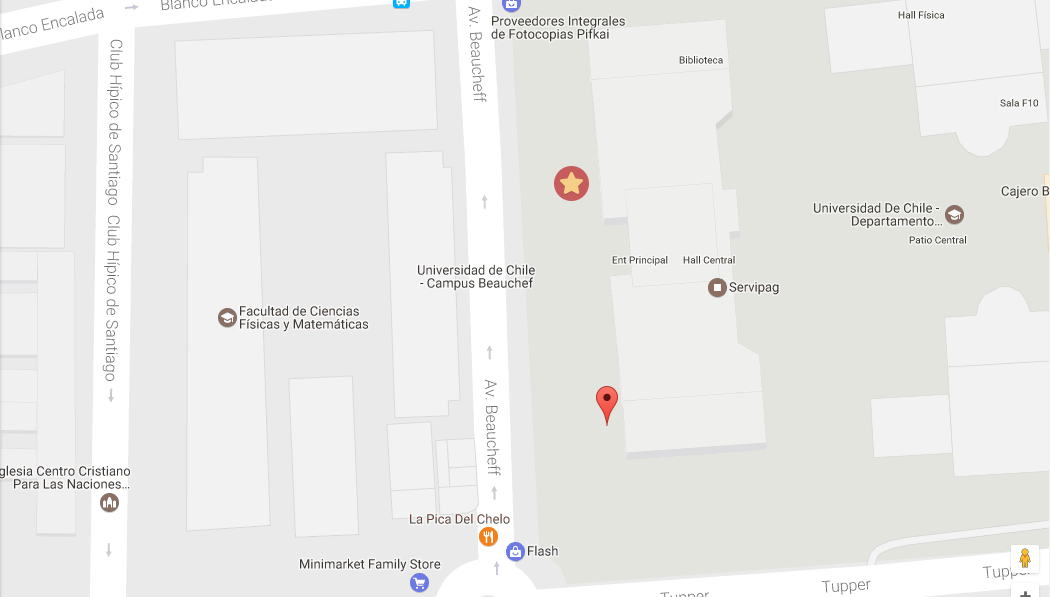 Blanco Encalada
Blanco Encalada
Proveedores Integrales
de Fotocopias Pifkai
Hall Física
Av. Beaucheff
Club Hípico de Santiago
Biblioteca
Sala F10
Cajero B
Universidad De Chile -
Departamento...
Patio Central
Club Hípico de Santiago
Ent Principal
Hall Central
Universidad de Chile
- Campus Beauchef
Servipag
Facultad de Ciencias
Físicas y Matemáticas
Av. Beaucheff
glesia Centro Cristiano
Para Las Naciones...
La Pica Del Chelo
Flash
Minimarket Family Store
Tupper
Tupper
Tupper